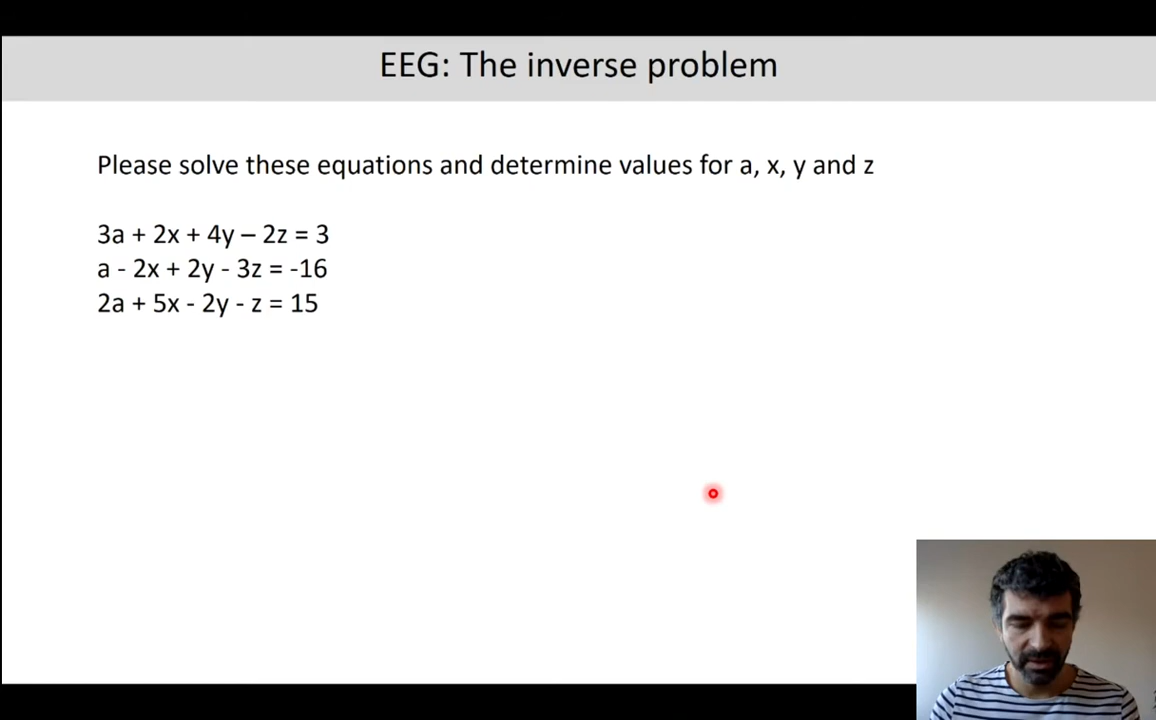 EEG: The inverse problem
Please solve these equations and determine values for a, x, y and z
3a + 2x + 4y – 2z = 3
a - 2x + 2y - 3z = -16
2a + 5x - 2y - z = 15